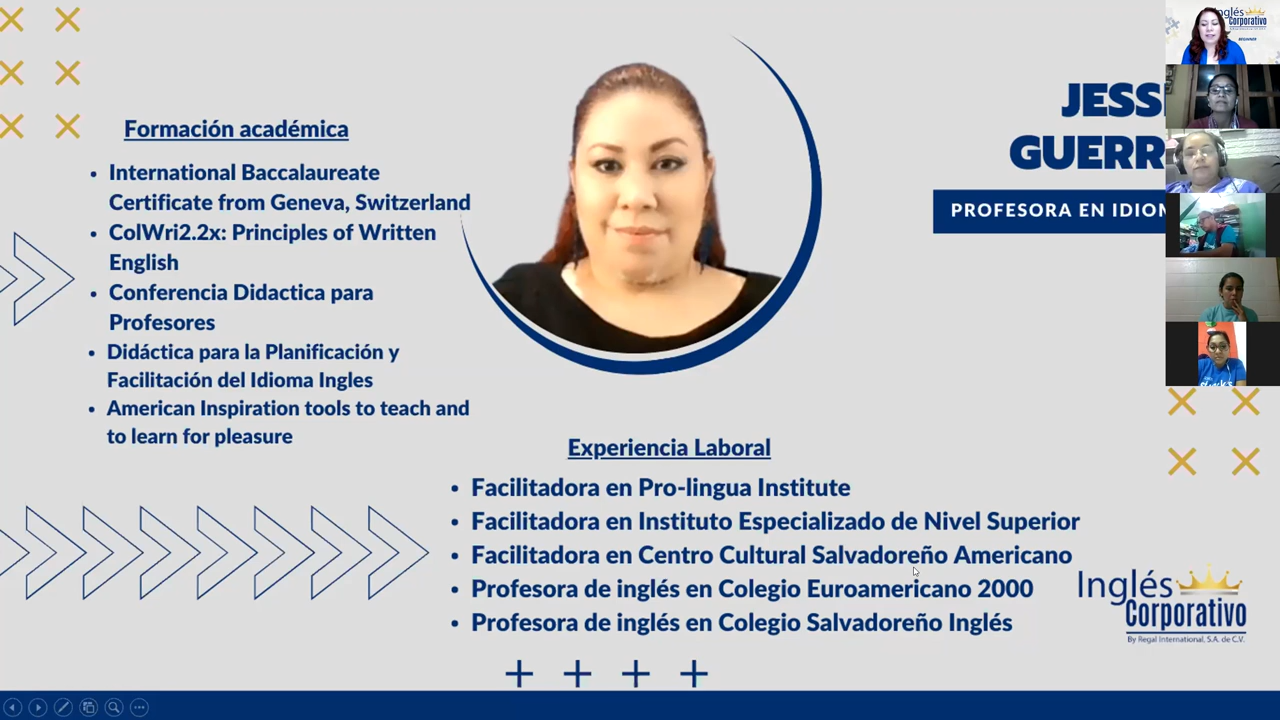 Formación académica
International Baccalaureate
Certificate from Geneva, Switzerland
ColWri2.2x: Principles of Written
English
Conferencia Didactica para
Profesores
Didáctica para la Planificación y
Facilitación del Idioma Ingles
American Inspiration tools to teach and
to learn for pleasure
JESS
GUERR
PROFESORA EN IDIOM
Experiencia Laboral
Facilitadora en Pro-lingua Institute
Facilitadora en Instituto Especializado de Nivel Superior
Facilitadora en Centro Cultural Salvadoreño Americano
Profesora de inglés en Colegio Euroamericano 2000
Profesora de inglés en Colegio Salvadoreño Inglés
Inglés
Corporativo
By Regal International, S.A. de C.V.
Inglés
Corporativo
BEGINNER